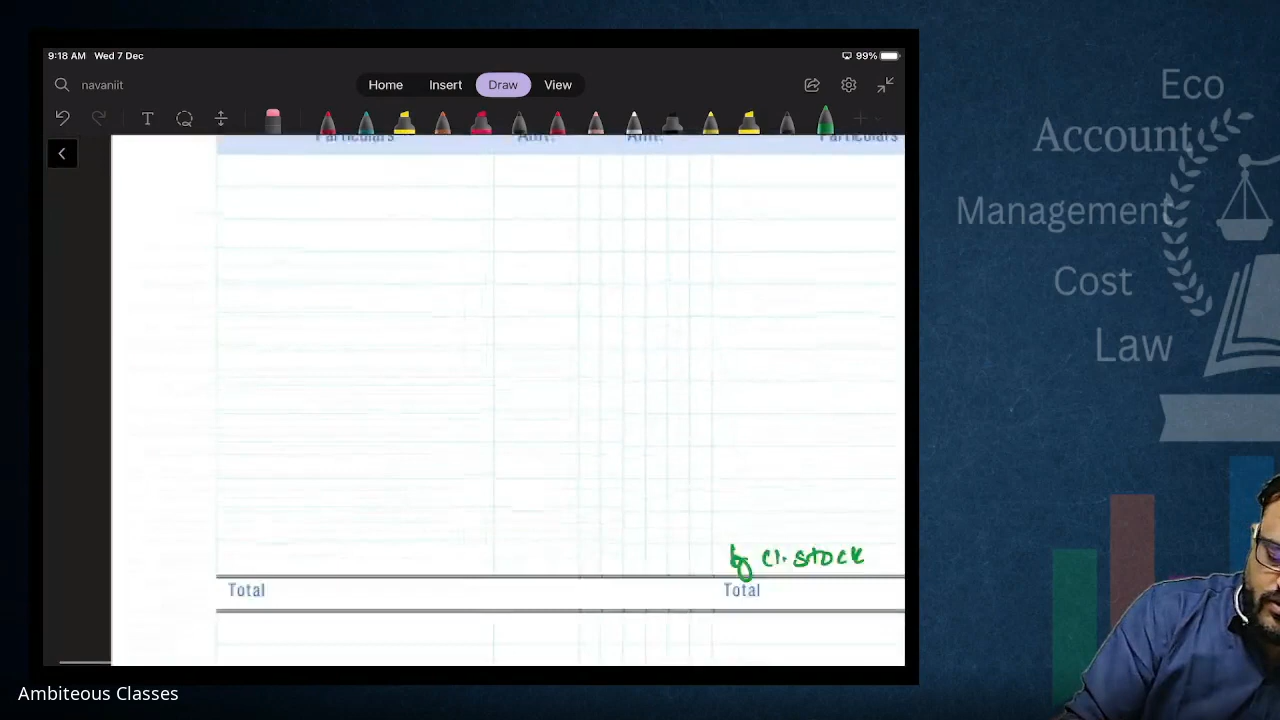 9:18 AM Wed 7 Dec
99%
navaniit
Home Insert Draw View
T
Particulars Amt. Amt. Particulars
by cl. stock
Total Total
Eco
Account
Management
Cost
Law
Ambiteous Classes